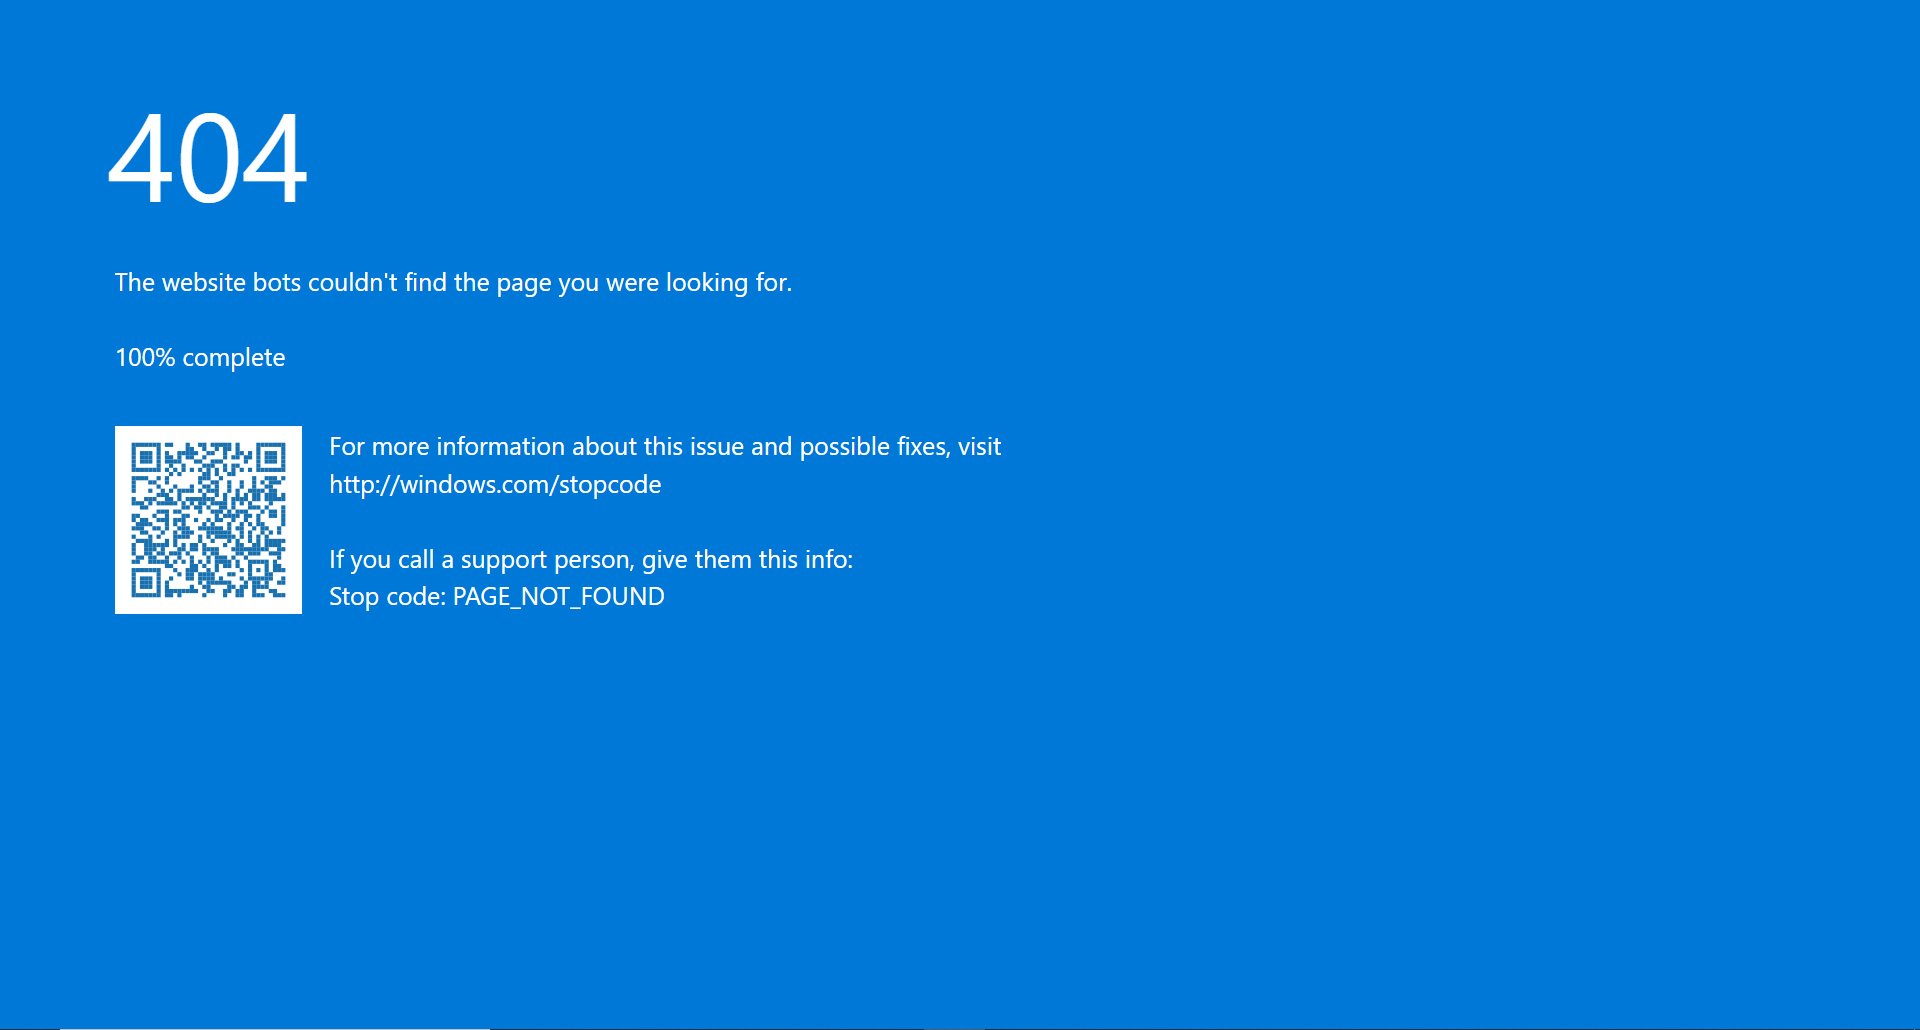 404
The website bots couldn't find the page you were looking for.
100% complete
For more information about this issue and possible fixes, visit
http://windows.com/stopcode
If you call a support person, give them this info:
Stop code: PAGE_NOT_FOUND